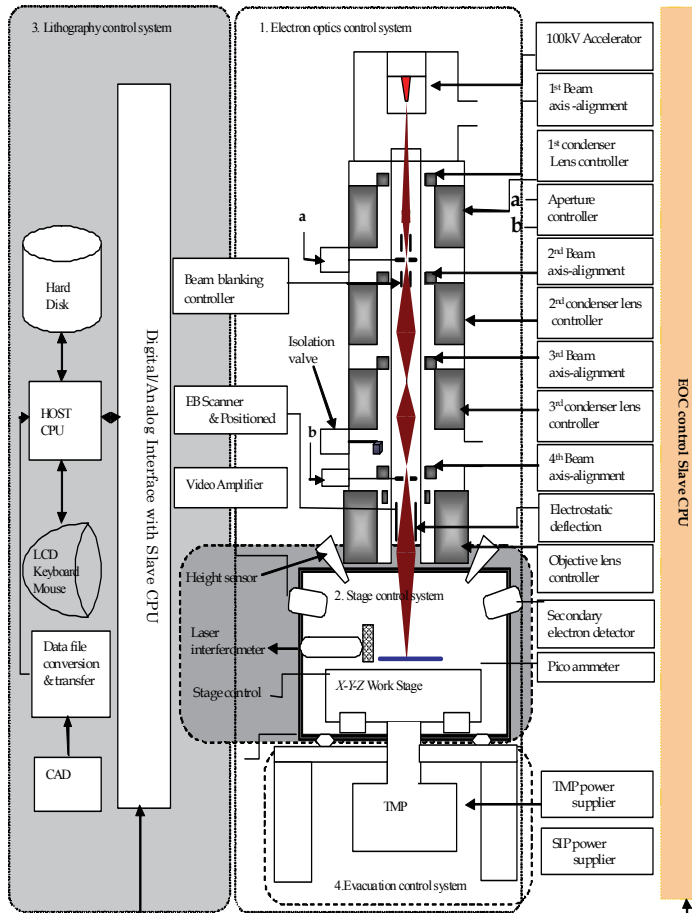 3. Lithography control system
Hard
Disk
HOST
CPU
LCD
Keyboard
Mouse
Data file
conversion
& transfer
CAD
Digital/Analog Interface with Slave CPU
1. Electron optics control system
a
Beam blanking
controller
Isolation
valve
EB Scanner
& Positioned
b
Video Amplifier
Height sensor
2. Stage control system
Laser
interferometer
Stage control
X-Y-Z Work Stage
TMP
4.Evacuation control system
100kV Accelerator
1st Beam
axis -alignment
1st condenser
Lens controller
a
b
Aperture
controller
2nd Beam
axis-alignment
2nd condenser lens
controller
3rd Beam
axis-alignment
3rd condenser lens
controller
4th Beam
axis-alignment
Electrostatic
deflection
Objective lens
controller
Secondary
electron detector
Pico ammeter
TMP power
supplier
SIP power
supplier
EOC control Slave CPU